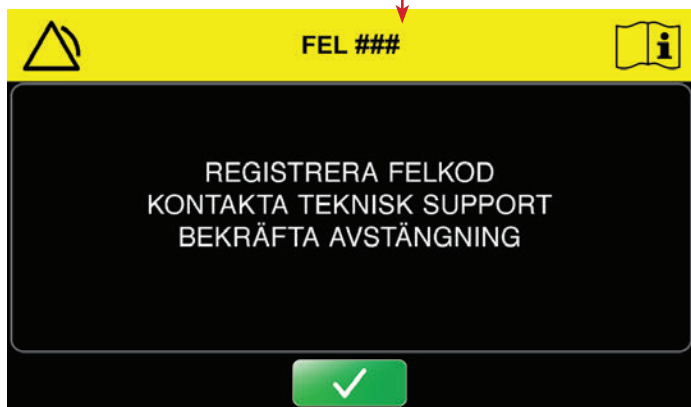 FEL ###
REGISTRERA FELKOD
KONTAKTA TEKNISK SUPPORT
BEKRÄFTA AVSTÄNGNING